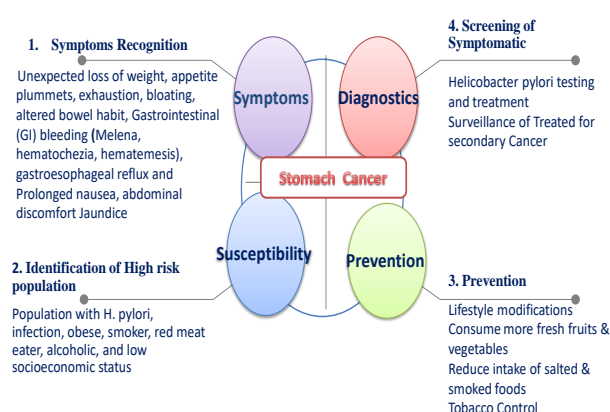 1. Symptoms Recognition
Unexpected loss of weight, appetite
plummets, exhaustion, bloating,
altered bowel habit, Gastrointestinal
(GI) bleeding (Melena,
hematochezia, hematemesis),
gastroesophageal reflux and
Prolonged nausea, abdominal
discomfort Jaundice
2. Identification of High risk
population
Population with H. pylori,
infection, obese, smoker, red meat
eater, alcoholic, and low
socioeconomic status
Symptoms
Diagnostics
Stomach Cancer
Susceptibility
Prevention
4. Screening of
Symptomatic
Helicobacter pylori testing
and treatment
Surveillance of Treated for
secondary Cancer
3. Prevention
Lifestyle modifications
Consume more fresh fruits &
vegetables
Reduce intake of salted &
smoked foods
Tobacco Control